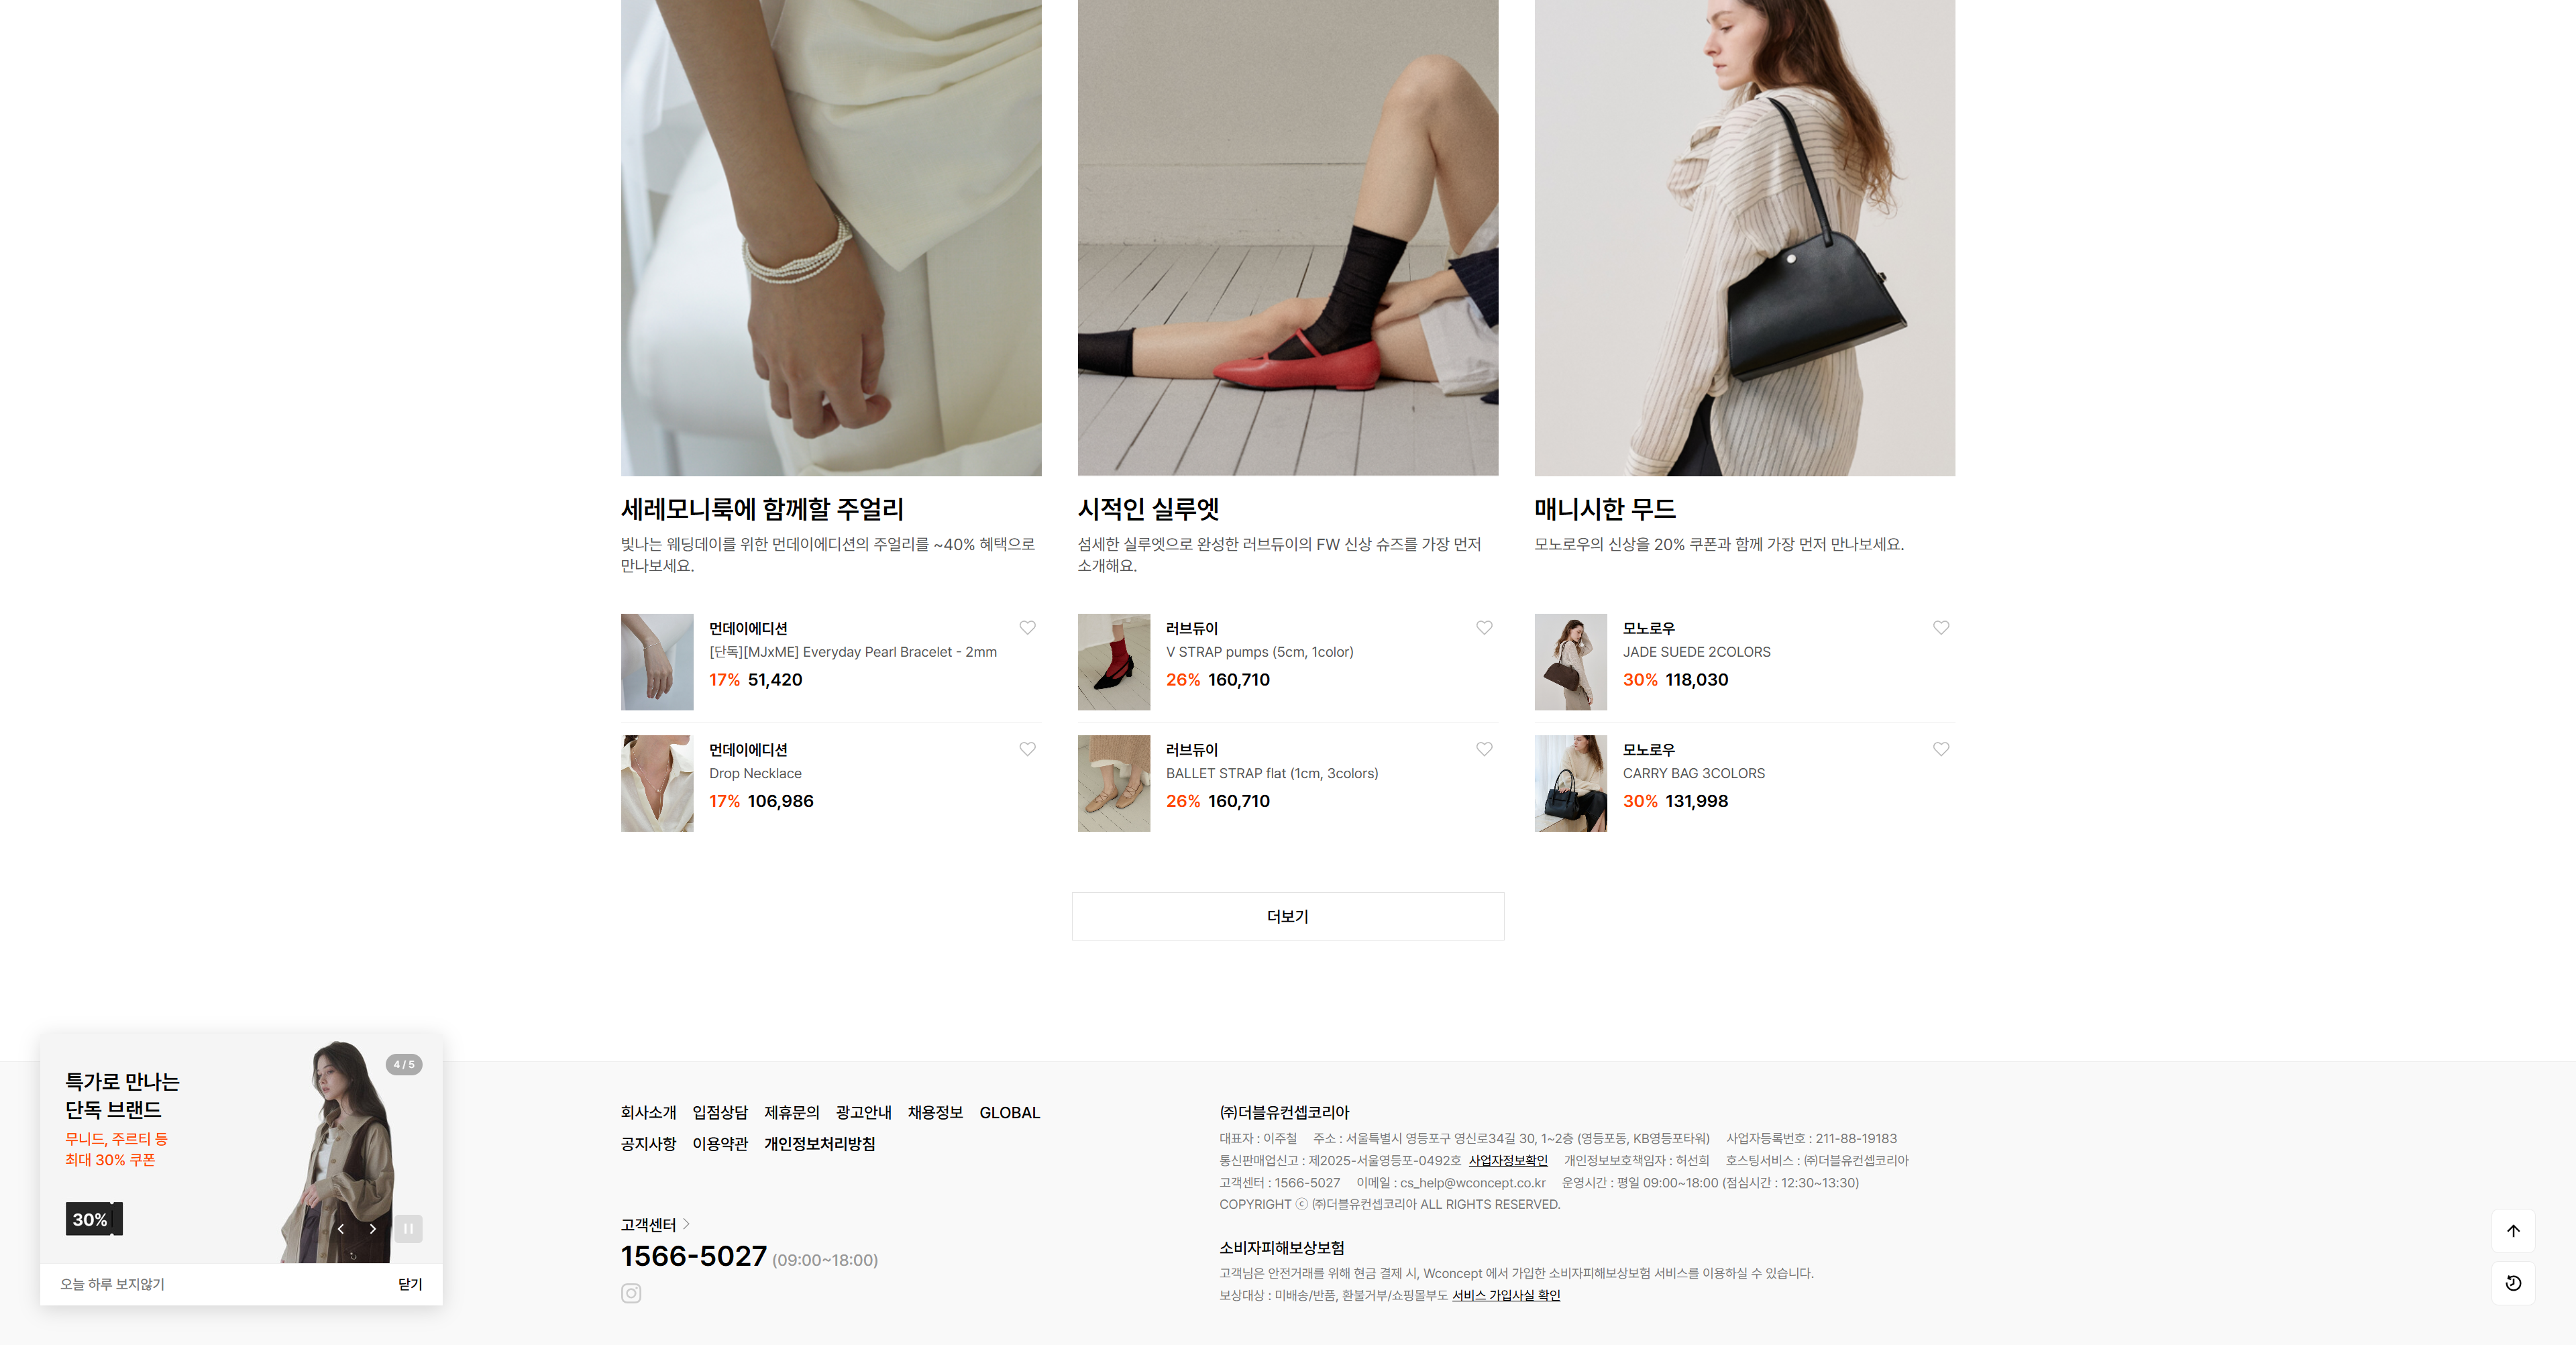 세레모니룩에 함께할 주얼리
빛나는 웨딩데이를 위한 먼데이에디션의 주얼리를 ~40% 혜택으로
만나보세요.
먼데이에디션
[단독][MJxME] Everyday Pearl Bracelet - 2mm
17% 51,420
먼데이에디션
Drop Necklace
17% 106,986
시적인 실루엣
섬세한 실루엣으로 완성한 러브듀이의 FW 신상 슈즈를 가장 먼저
소개해요.
러브듀이
V STRAP pumps (5cm, 1color)
26% 160,710
러브듀이
BALLET STRAP flat (1cm, 3colors)
26% 160,710
매니시한 무드
모노로우의 신상을 20% 쿠폰과 함께 가장 먼저 만나보세요.
모노로우
JADE SUEDE 2COLORS
30% 118,030
모노로우
CARRY BAG 3COLORS
30% 131,998
더보기
4 / 5
특가로 만나는
단독 브랜드
무니드, 주르티 등
최대 30% 쿠폰
30%
오늘 하루 보지않기 닫기
회사소개 입점상담 제휴문의 광고안내 채용정보 GLOBAL
공지사항 이용약관 개인정보처리방침
고객센터
1566-5027 (09:00~18:00)
㈜더블유컨셉코리아
대표자 : 이주철 주소 : 서울특별시 영등포구 영신로34길 30, 1~2층 (영등포동, KB영등포타워) 사업자등록번호 : 211-88-19183
통신판매업신고 : 제2025-서울영등포-0492호 사업자정보확인 개인정보보호책임자 : 허선희 호스팅서비스 : ㈜더블유컨셉코리아
고객센터 : 1566-5027 이메일 : cs_help@wconcept.co.kr 운영시간 : 평일 09:00~18:00 (점심시간 : 12:30~13:30)
COPYRIGHT ⓒ ㈜더블유컨셉코리아 ALL RIGHTS RESERVED.
소비자피해보상보험
고객님은 안전거래를 위해 현금 결제 시, Wconcept 에서 가입한 소비자피해보상보험 서비스를 이용하실 수 있습니다.
보상대상 : 미배송/반품, 환불거부/쇼핑몰부도 서비스 가입사실 확인